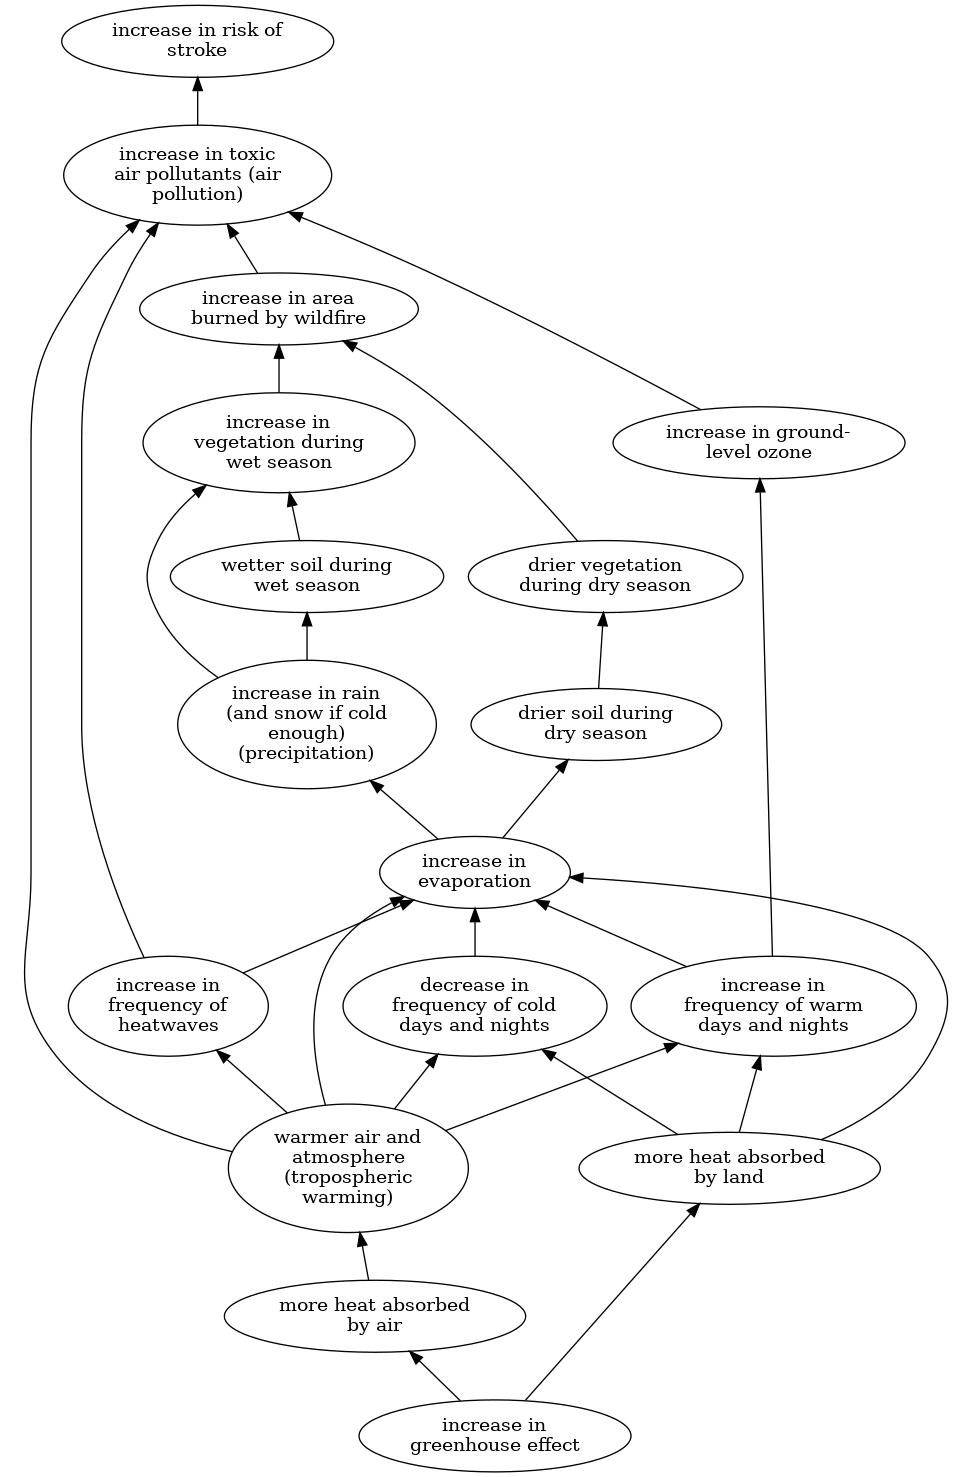 increase in risk of
stroke
increase in toxic
air pollutants (air
pollution)
increase in area
burned by wildfire
increase in
vegetation during
wet season
increase in ground-
level ozone
wetter soil during
wet season
drier vegetation
during dry season
increase in rain
(and snow if cold
enough)
(precipitation)
drier soil during
dry season
increase in
evaporation
increase in
frequency of
heatwaves
decrease in
frequency of cold
days and nights
increase in
frequency of warm
days and nights
warmer air and
atmosphere
(tropospheric
warming)
more heat absorbed
by land
more heat absorbed
by air
increase in
greenhouse effect